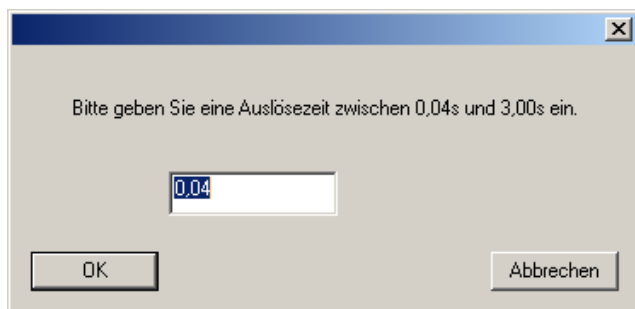 Bitte geben Sie eine Auslösezeit zwischen 0,04s und 3,00s ein.
0,04
OK
Abbrechen